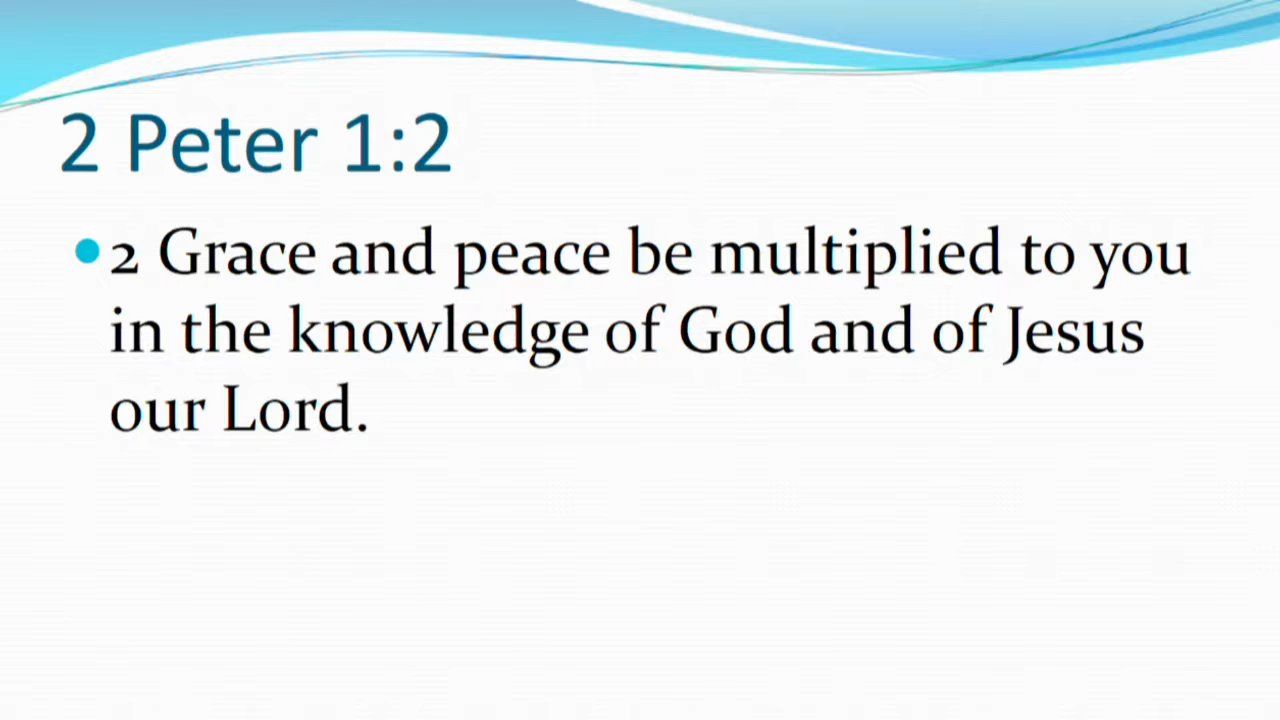 2 Peter 1:2
•2 Grace and peace be multiplied to you
in the knowledge of God and of Jesus
our Lord.